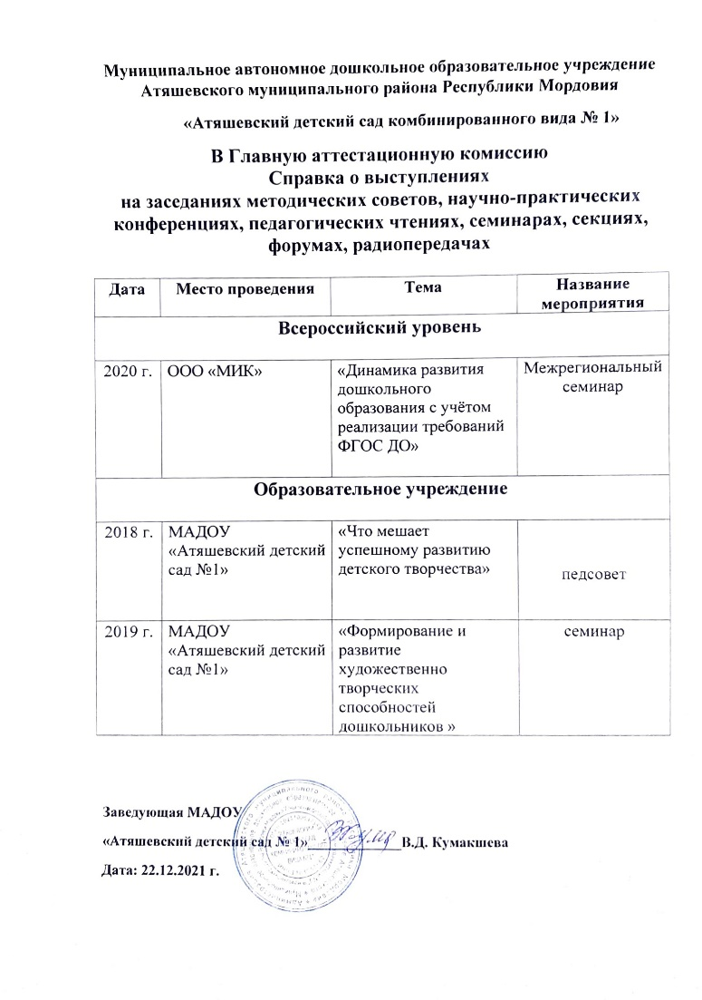 Муниципальное автономное дошкольное образовательное учреждение
Атяшевского муниципального района Республики Мордовия
«Атяшевский детский сад комбинированного вида № 1»
В Главную аттестационную комиссию
Справка о выступлениях
на заседаниях методических советов, научно-практических
конференциях, педагогических чтениях, семинарах, секциях,
форумах, радиопередачах
Дата
Место проведения
Тема
Название
мероприятия
Всероссийский уровень
2020 г.
ООО «МИК»
«Динамика развития
дошкольного
образования с учётом
реализации требований
ФГОС ДО»
Межрегиональный
семинар
Образовательное учреждение
2018 г.
МАДОУ
«Атяшевский детский
сад №1»
«Что мешает
успешному развитию
детского творчества»
педсовет
2019 г.
МАДОУ
«Атяшевский детский
сад №1»
«Формирование и
развитие
художественно
творческих
способностей
дошкольников »
семинар
Заведующая МАДОУ
«Атяшевский детский сад № 1»____________В.Д. Кумакшева
Дата: 22.12.2021 г.